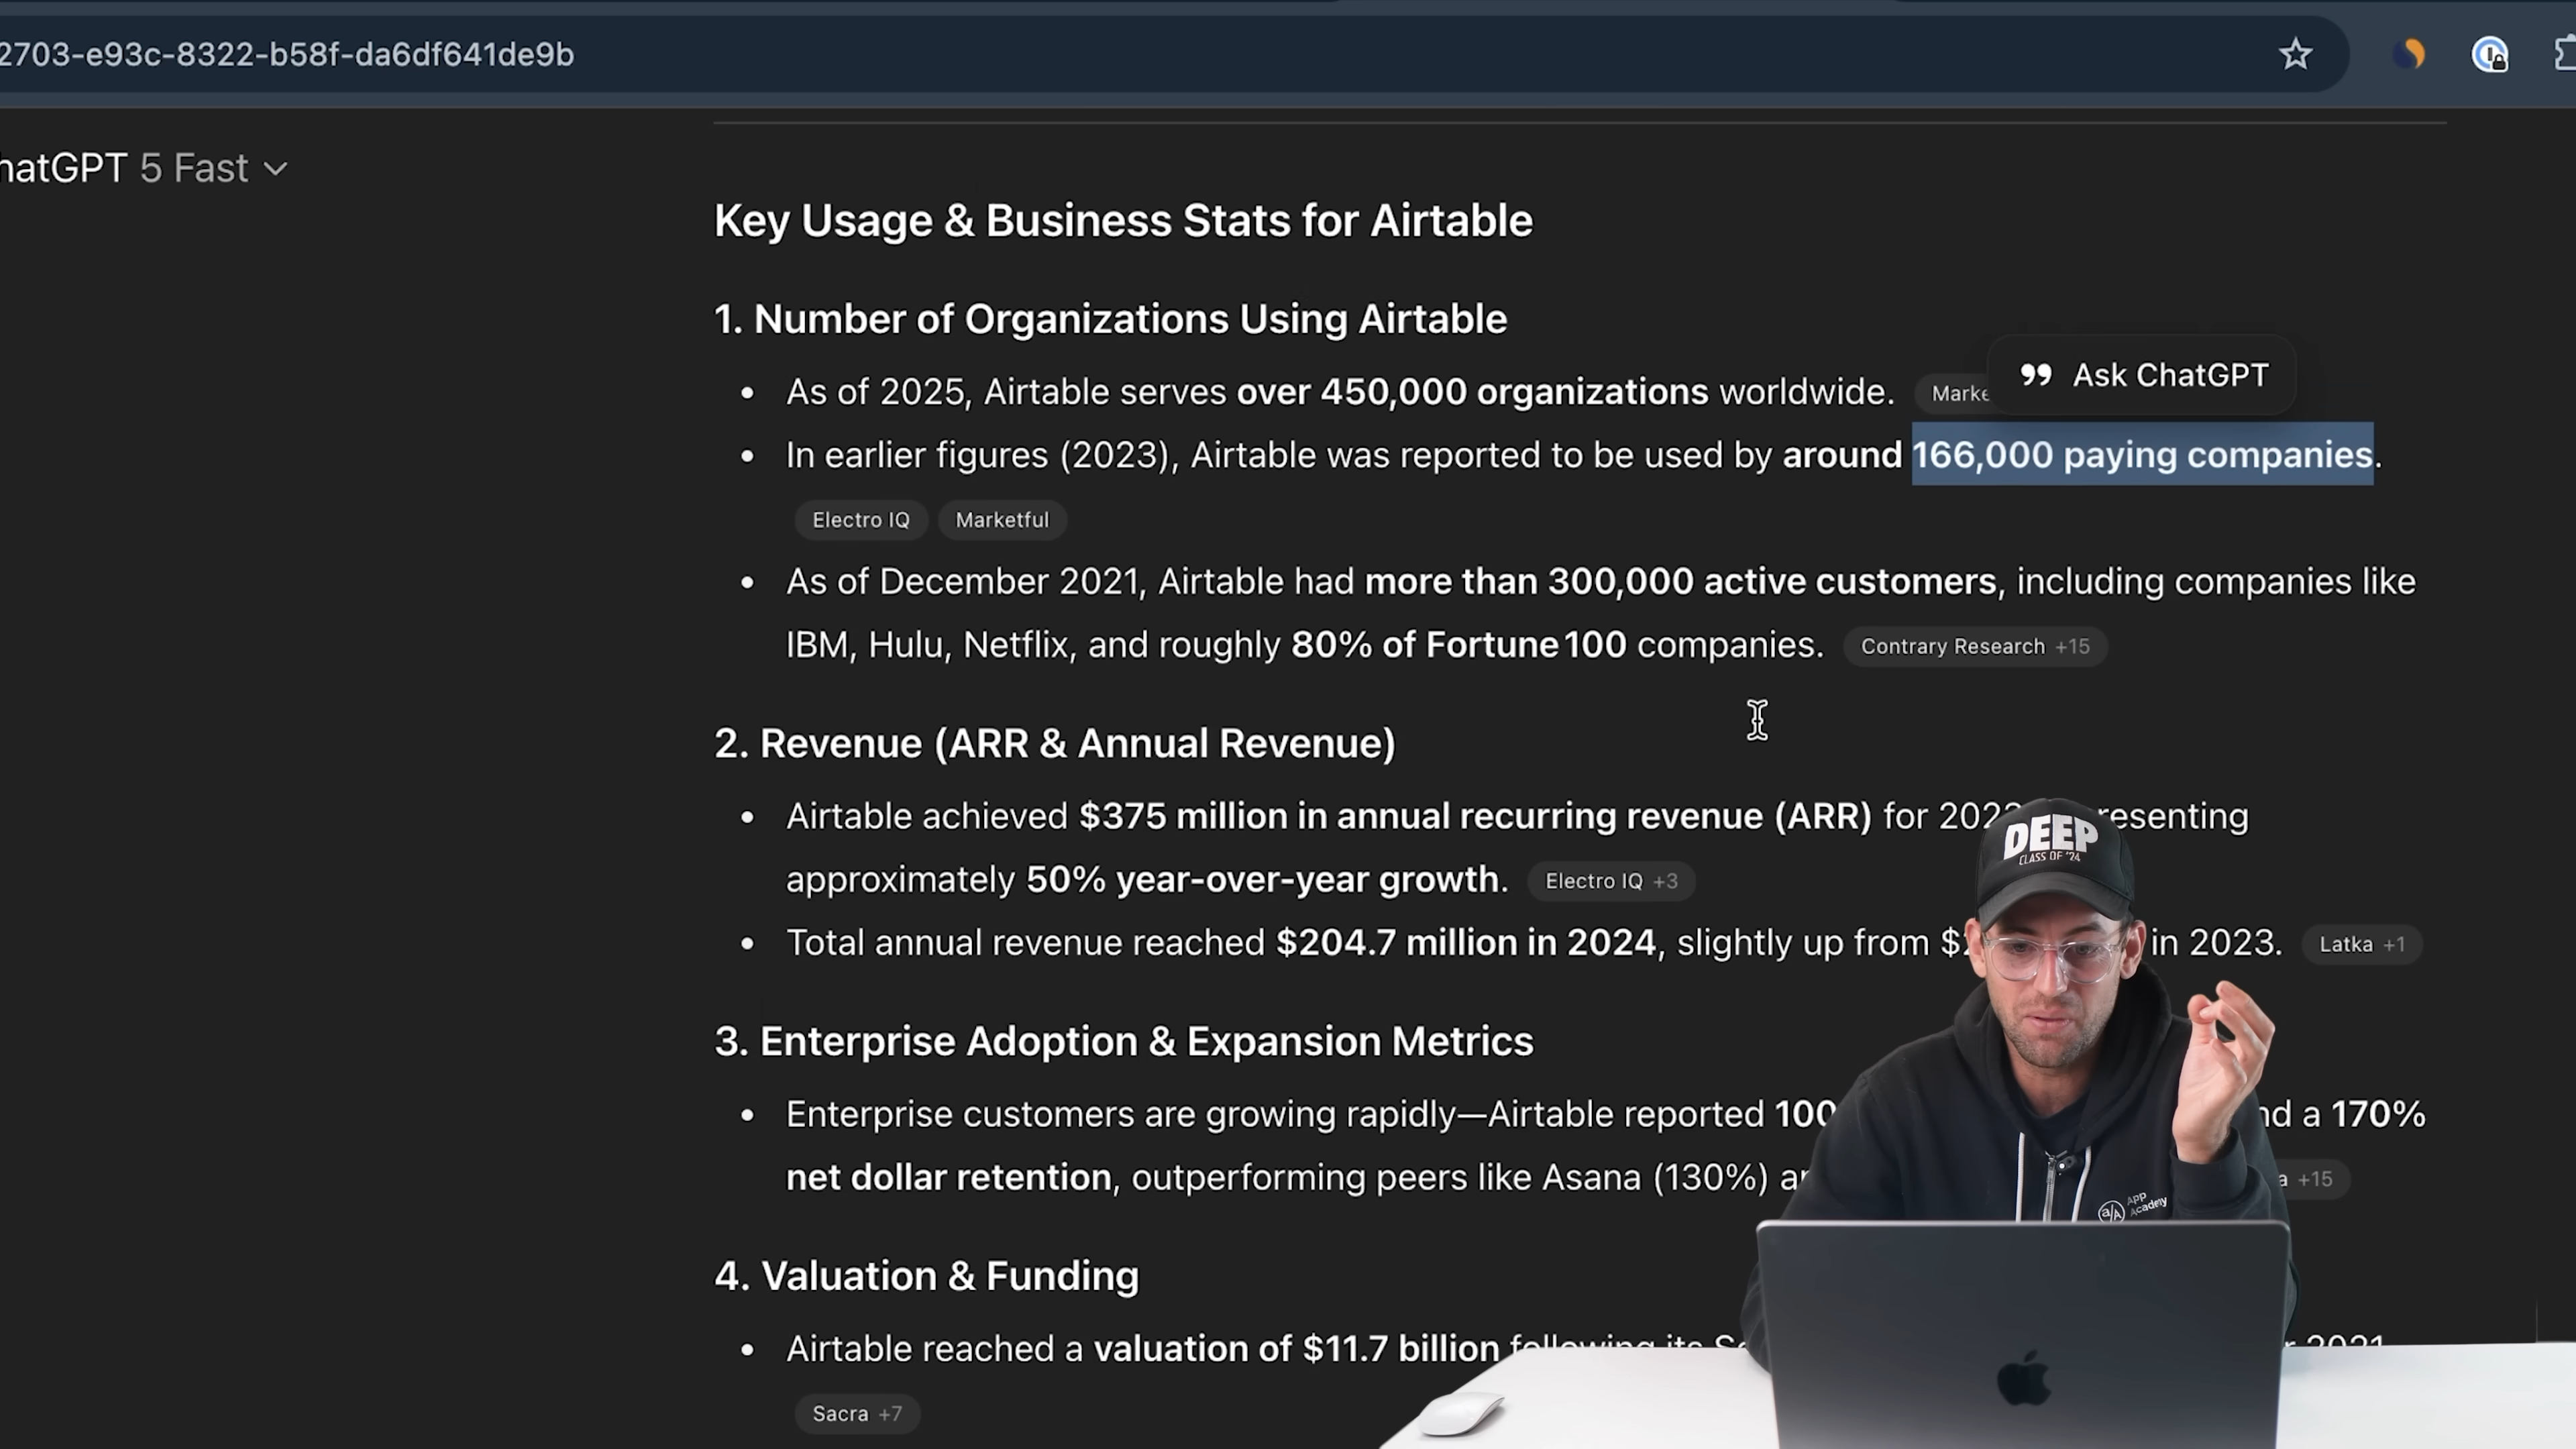 2703-e93c-8322-b58f-da6df641de9b
hatGPT 5 Fast
Key Usage & Business Stats for Airtable
1. Number of Organizations Using Airtable
• As of 2025, Airtable serves over 450,000 organizations worldwide.
Ask ChatGPT
• In earlier figures (2023), Airtable was reported to be used by around 166,000 paying companies.
Electro IQ Marketful
• As of December 2021, Airtable had more than 300,000 active customers, including companies like
IBM, Hulu, Netflix, and roughly 80% of Fortune 100 companies. Contrary Research +15
2. Revenue (ARR & Annual Revenue)
• Airtable achieved $375 million in annual recurring revenue (ARR) for
approximately 50% year-over-year growth. Electro IQ +3
• Total annual revenue reached $204.7 million in 2024, slightly up from in 2023. Latka +1
3. Enterprise Adoption & Expansion Metrics
• Enterprise customers are growing rapidly—Airtable reported a 170%
net dollar retention, outperforming peers like Asana (130%) +15
4. Valuation & Funding
• Airtable reached a valuation of $11.7 billion following its 2021
Sacra +7
DEEP
CLASS OF '24
a/A App
Academy